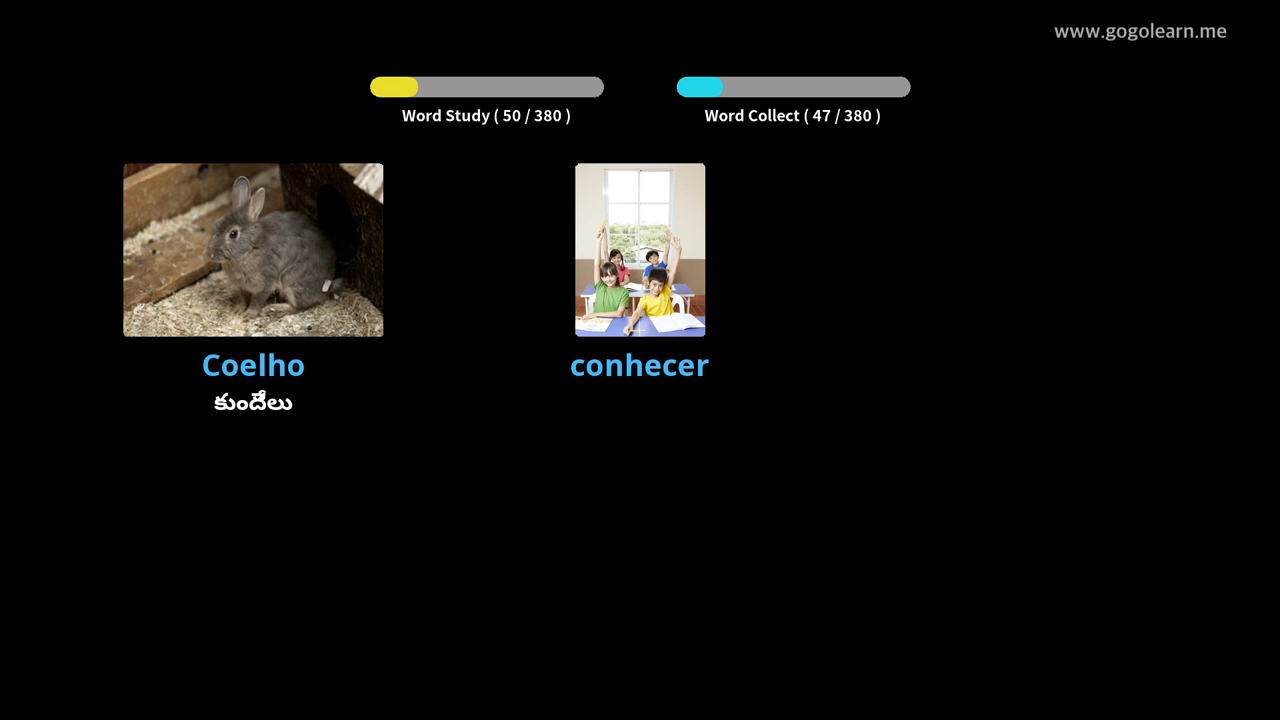 www.gogolearn.me
Word Study ( 50 / 380 )
Word Collect ( 47 / 380 )
Coelho
కుందేలు
conhecer